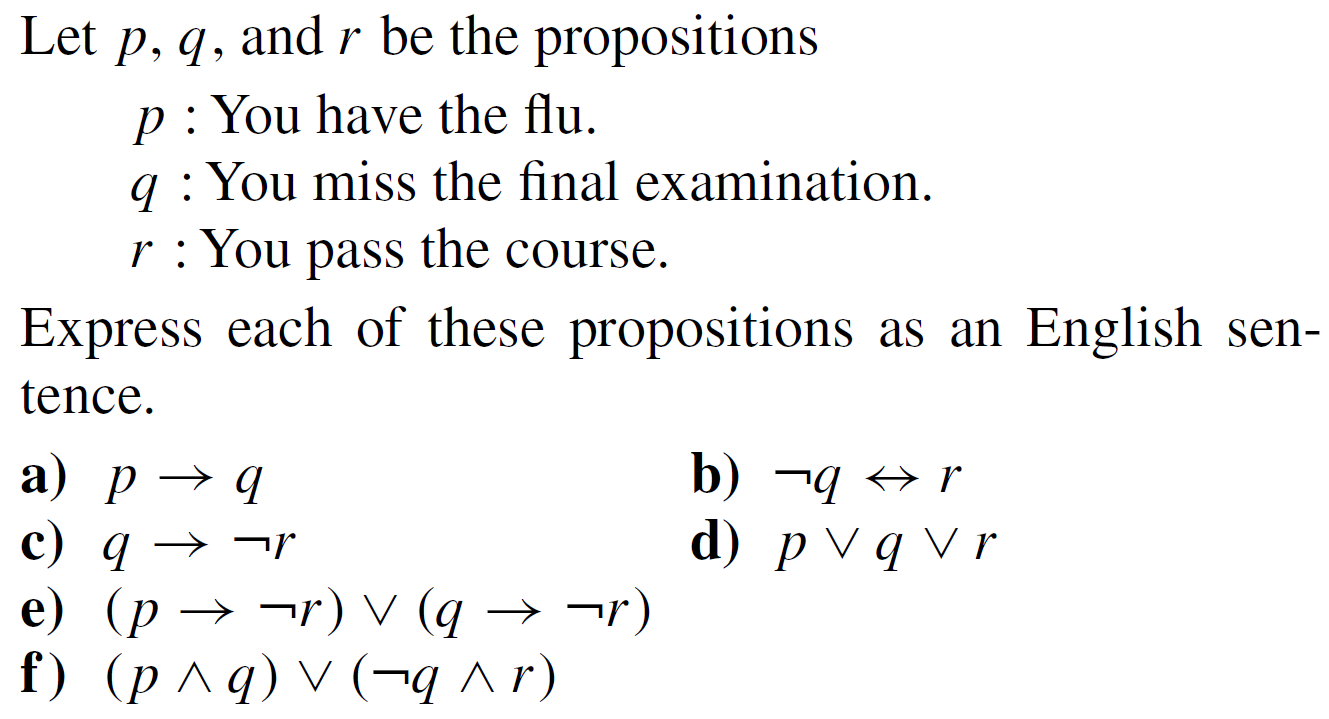 Let p, q, and r be the propositions
p : You have the flu.
q : You miss the final examination.
r : You pass the course.
Express each of these propositions as an English sen-
tence.
a) p → q b) ¬q ↔ r
c) q → ¬r d) p ∨ q ∨ r
e) (p → ¬r) ∨ (q → ¬r)
f) (p ∧ q) ∨ (¬q ∧ r)